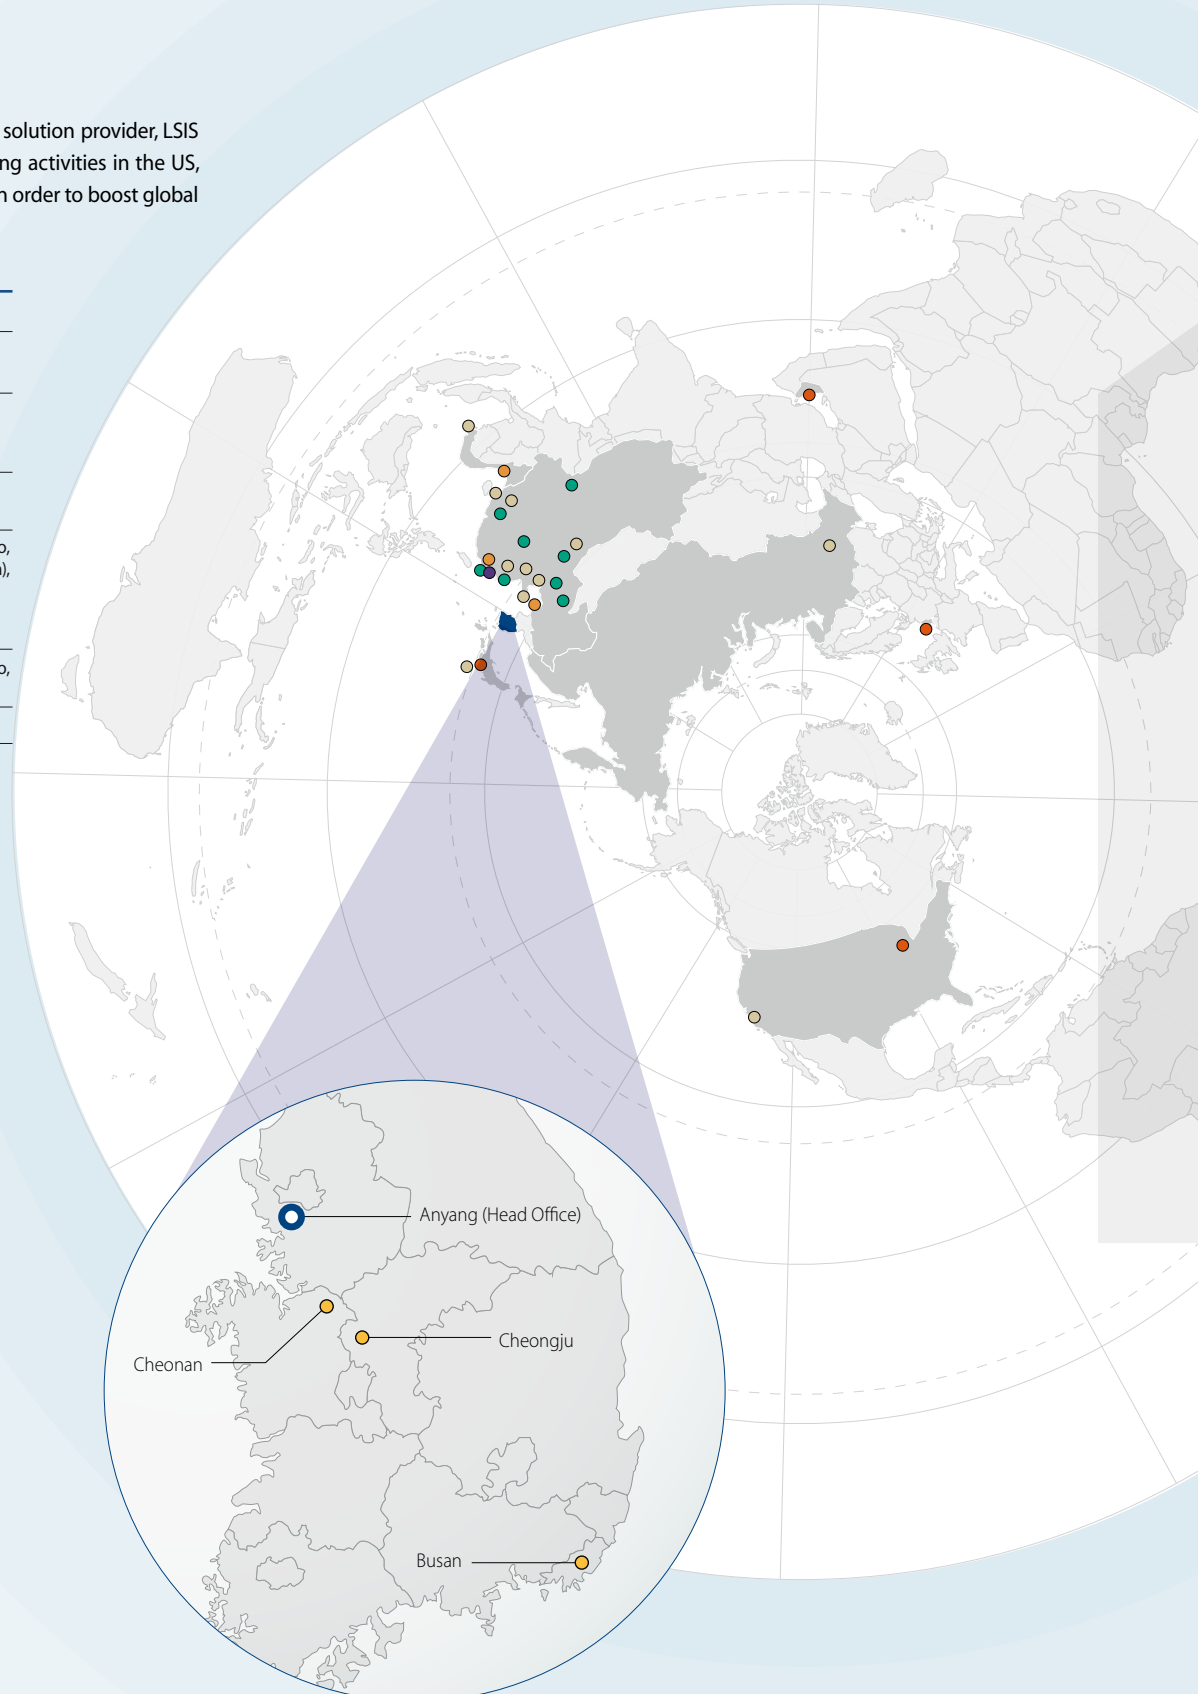 solution provider, LSIS
ng activities in the US,
n order to boost global
o,
),
o,
Anyang (Head Office)
Cheongju
Cheonan
Busan